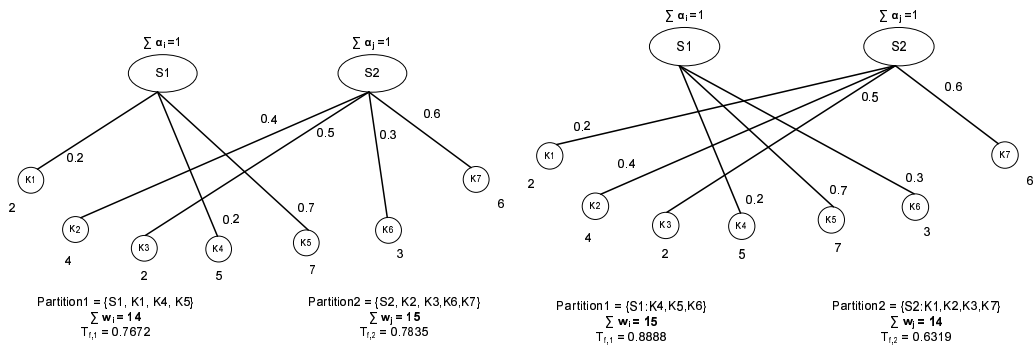 ∑ αᵢ =1
S1
∑ αⱼ =1
S2
0.2
0.4
0.5
0.3
0.6
K1
2
K2
4
K3
2
0.2
K4
5
0.7
K5
7
K6
3
K7
6
Partition1 = {S1, K1, K4, K5}
∑ wᵢ = 14
T_f,1 = 0.7672
Partition2 = {S2, K2, K3,K6,K7}
∑ wⱼ = 15
T_f,2 = 0.7835
∑ αᵢ =1
S1
∑ αⱼ =1
S2
0.2
0.4
0.5
0.6
K1
2
K2
4
K3
2
0.2
K4
5
0.7
K5
7
0.3
K6
3
K7
6
Partition1 = {S1:K4,K5,K6}
∑ wᵢ = 15
T_f,1 = 0.8888
Partition2 = {S2:K1,K2,K3,K7}
∑ wⱼ = 14
T_f,2 = 0.6319